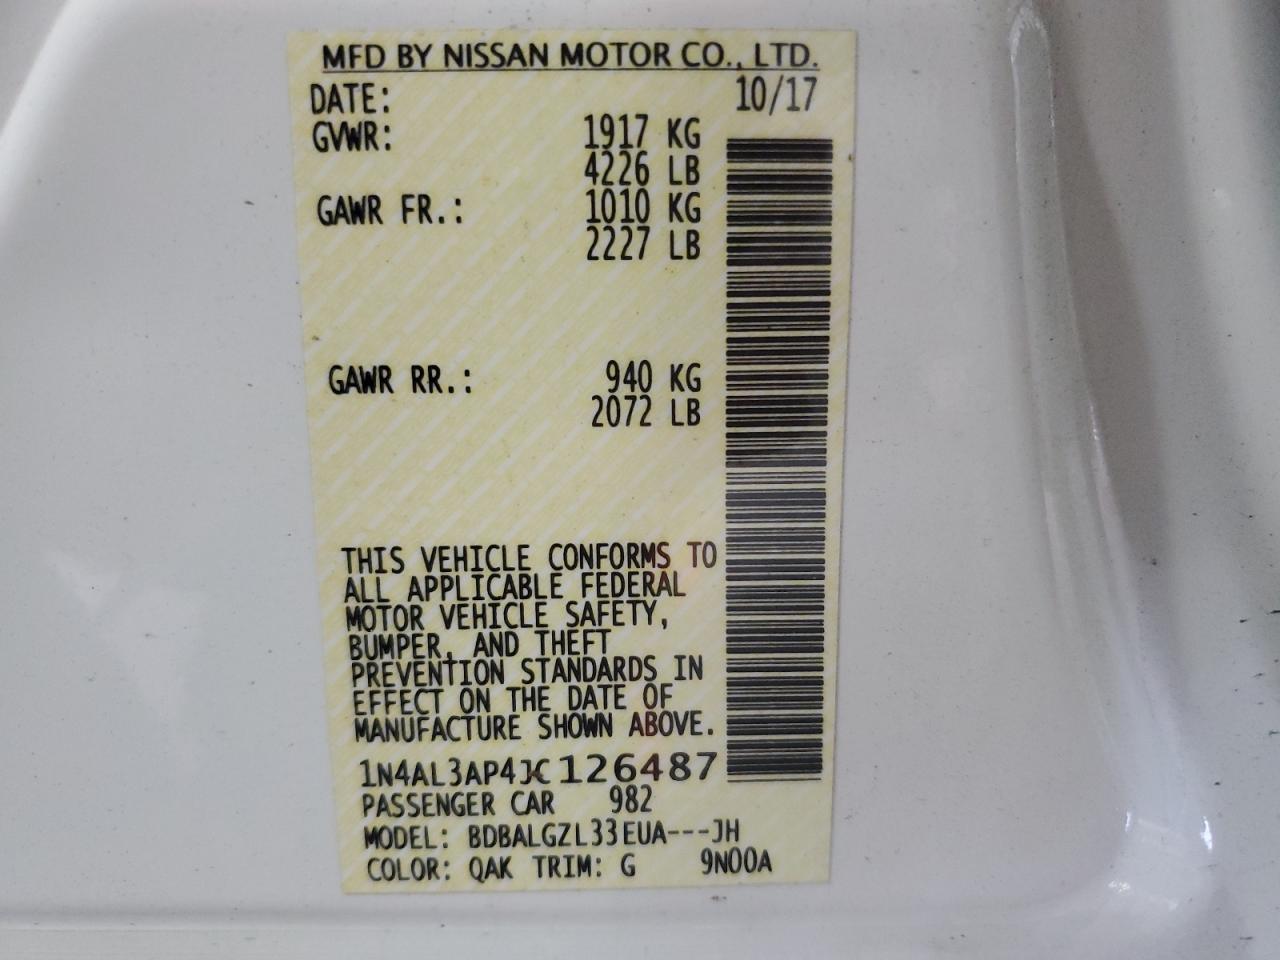 MFD BY NISSAN MOTOR CO., LTD.
DATE: 10/17
GVWR: 1917 KG
4226 LB
GAWR FR.: 1010 KG
2227 LB
GAWR RR.: 940 KG
2072 LB
THIS VEHICLE CONFORMS TO
ALL APPLICABLE FEDERAL
MOTOR VEHICLE SAFETY,
BUMPER, AND THEFT
PREVENTION STANDARDS IN
EFFECT ON THE DATE OF
MANUFACTURE SHOWN ABOVE.
1N4AL3AP4JC126487
PASSENGER CAR 982
MODEL: BDBALGZL33EUA---JH
COLOR: QAK TRIM: G 9N00A